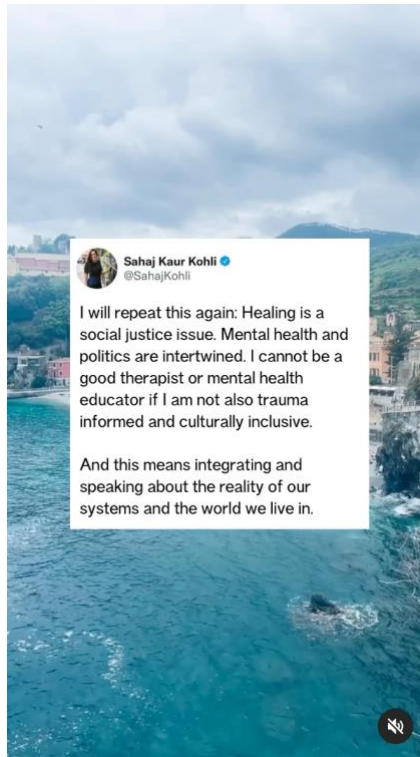 Sahaj Kaur Kohli
@SahajKohli
I will repeat this again: Healing is a
social justice issue. Mental health and
politics are intertwined. I cannot be a
good therapist or mental health
educator if I am not also trauma
informed and culturally inclusive.
And this means integrating and
speaking about the reality of our
systems and the world we live in.